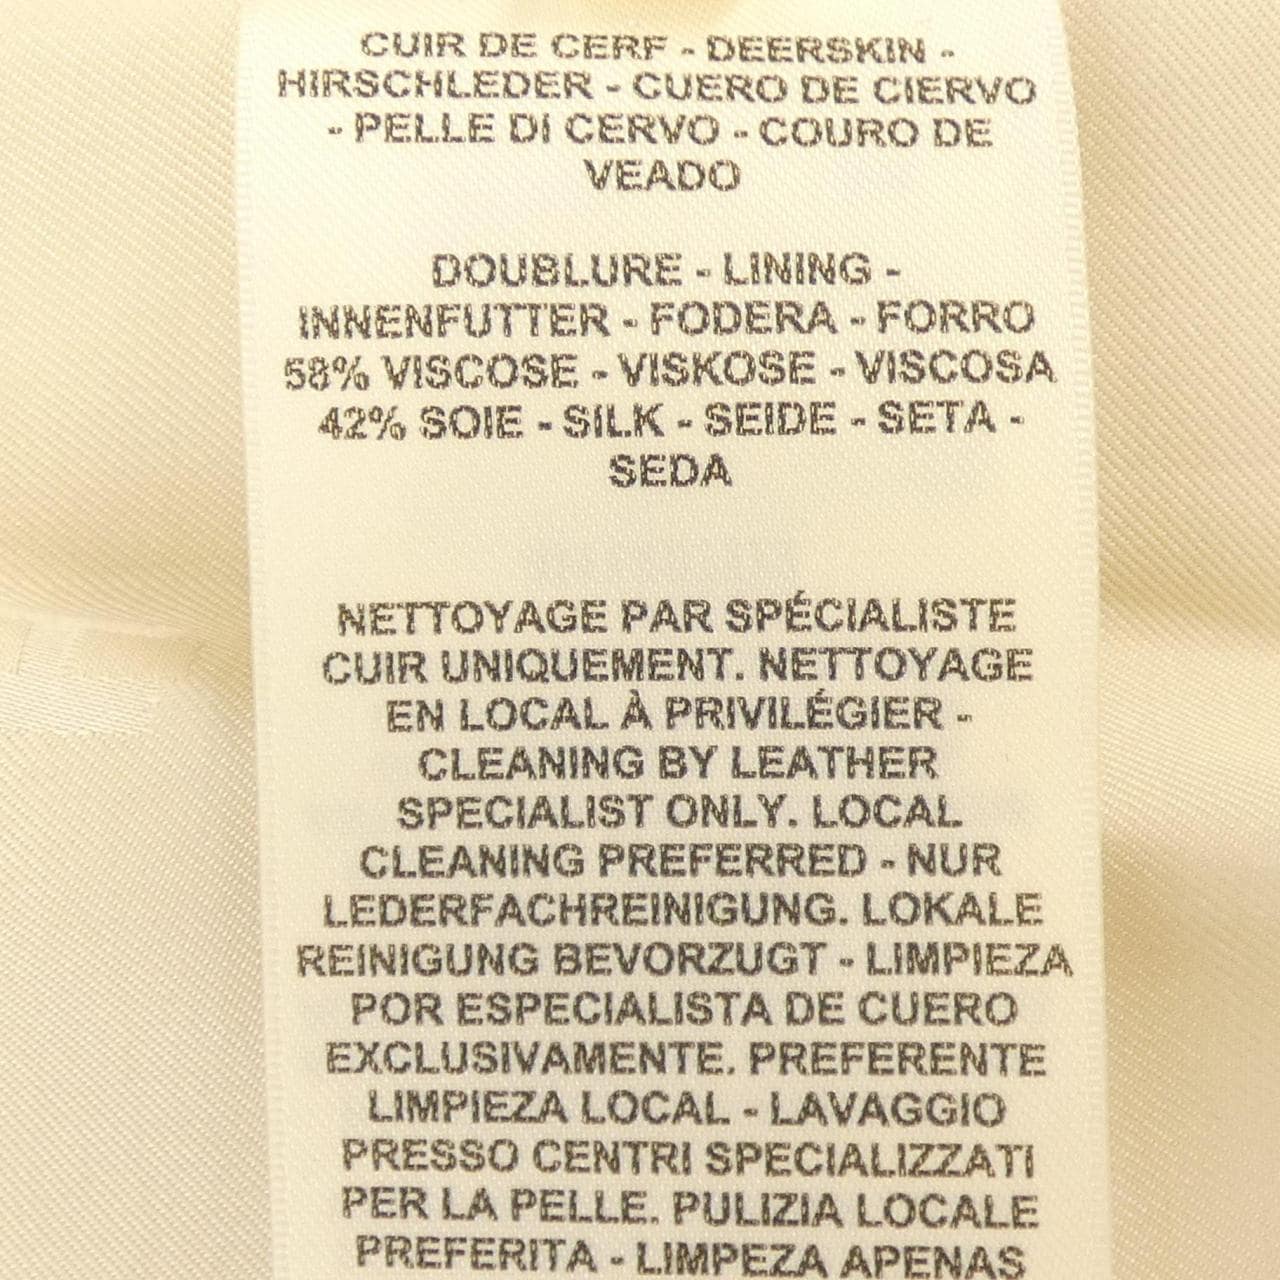 CUIR DE CERF - DEERSKIN -
HIRSCHLEDER - CUERO DE CIERVO
- PELLE DI CERVO - COURO DE
VEADO
DOUBLURE - LINING -
INNENFUTTER - FODERA - FORRO
58% VISCOSE - VISKOSE - VISCOSA
42% SOIE - SILK - SEIDE - SETA -
SEDA
NETTOYAGE PAR SPÉCIALISTE
CUIR UNIQUEMENT. NETTOYAGE
EN LOCAL À PRIVILÉGIER -
CLEANING BY LEATHER
SPECIALIST ONLY. LOCAL
CLEANING PREFERRED - NUR
LEDERFACHREINIGUNG. LOKALE
REINIGUNG BEVORZUGT - LIMPIEZA
POR ESPECIALISTA DE CUERO
EXCLUSIVAMENTE. PREFERENTE
LIMPIEZA LOCAL - LAVAGGIO
PRESSO CENTRI SPECIALIZZATI
PER LA PELLE. PULIZIA LOCALE
PREFERITA - LIMPEZA APENAS